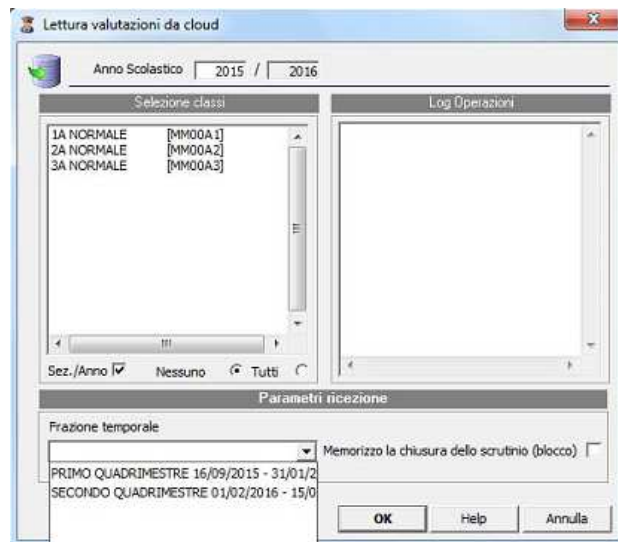 Lettura valutazioni da cloud
Anno Scolastico 2015 / 2016
Selezione classi
Log Operazioni
1A NORMALE [MM00A1]
2A NORMALE [MM00A2]
3A NORMALE [MM00A3]
Sez./Anno Nessuno Tutti
Parametri ricezione
Frazione temporale
Memorizzo la chiusura dello scrutinio (blocco)
PRIMO QUADRIMESTRE 16/09/2015 - 31/01/2
SECONDO QUADRIMESTRE 01/02/2016 - 15/0
OK Help Annulla